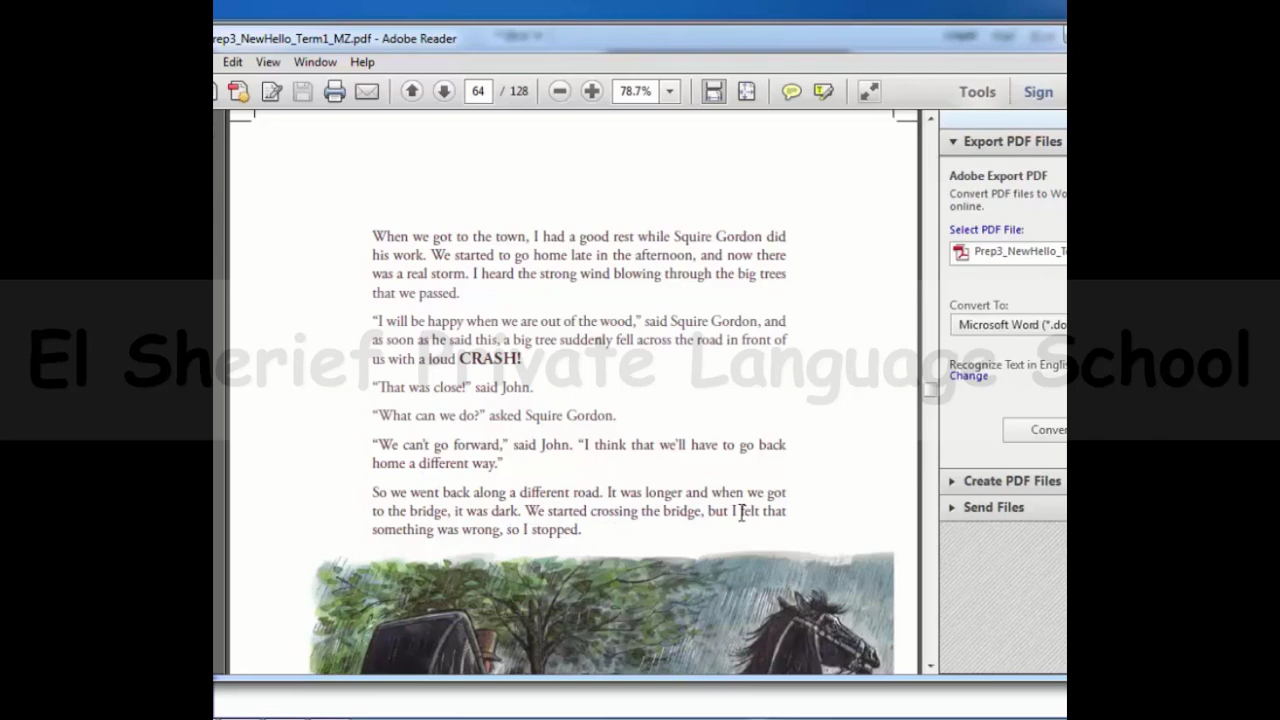 rep3_NewHello_Term1_MZ.pdf - Adobe Reader
Edit View Window Help
64 / 128 78.7% Tools Sign
When we got to the town, I had a good rest while Squire Gordon did
his work. We started to go home late in the afternoon, and now there
was a real storm. I heard the strong wind blowing through the big trees
that we passed.
“I will be happy when we are out of the wood,” said Squire Gordon, and
as soon as he said this, a big tree suddenly fell across the road in front of
us with a loud CRASH!
“That was close!” said John.
“What can we do?” asked Squire Gordon.
“We can’t go forward,” said John. “I think that we’ll have to go back
home a different way.”
So we went back along a different road. It was longer and when we got
to the bridge, it was dark. We started crossing the bridge, but I felt that
something was wrong, so I stopped.
Export PDF Files
Adobe Export PDF
Convert PDF files to Wo
online.
Select PDF File:
Prep3_NewHello_Te
Convert To:
Microsoft Word (*.do
Recognize Text in Englis
Change
Conver
Create PDF Files
Send Files
El Sherief Private Language School